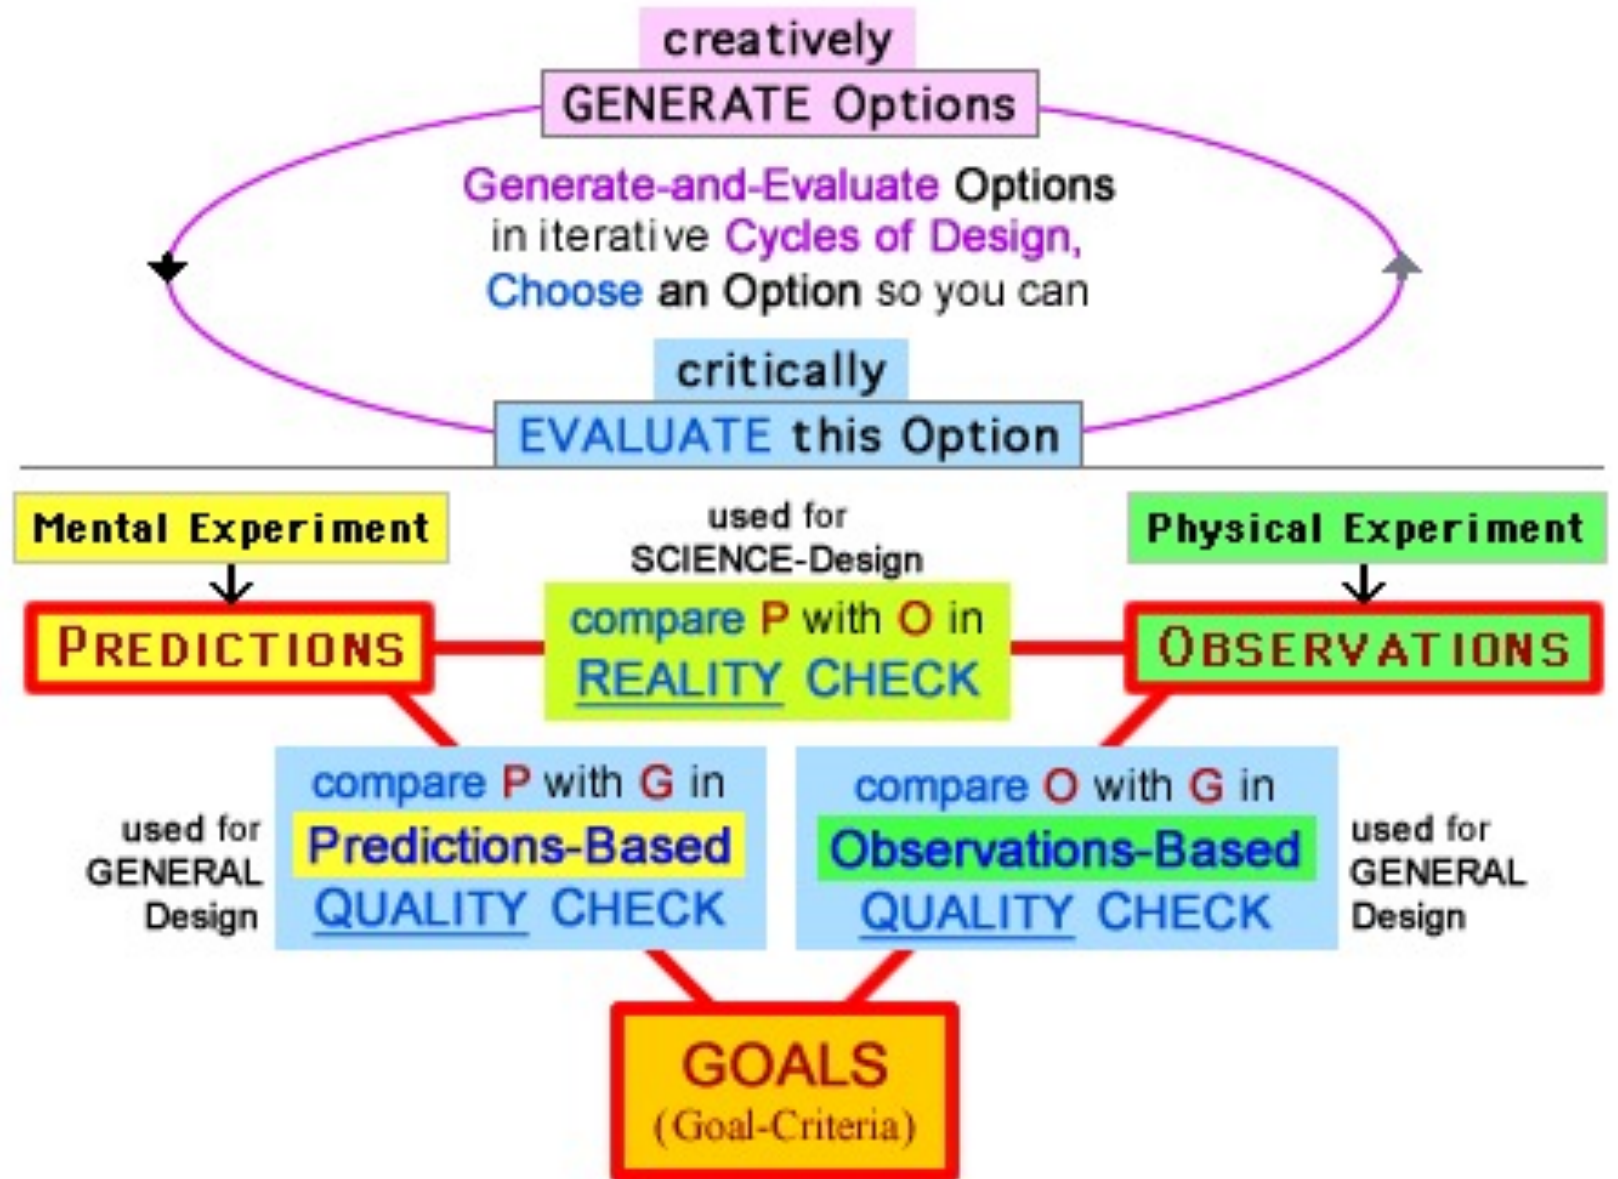 creatively
GENERATE Options
Generate-and-Evaluate Options
in iterative Cycles of Design,
Choose an Option so you can
critically
EVALUATE this Option
Mental Experiment
used for
SCIENCE-Design
Physical Experiment
PREDICTIONS
compare P with O in
REALITY CHECK
OBSERVATIONS
used for
GENERAL
Design
compare P with G in
Predictions-Based
QUALITY CHECK
compare O with G in
Observations-Based
QUALITY CHECK
used for
GENERAL
Design
GOALS
(Goal-Criteria)